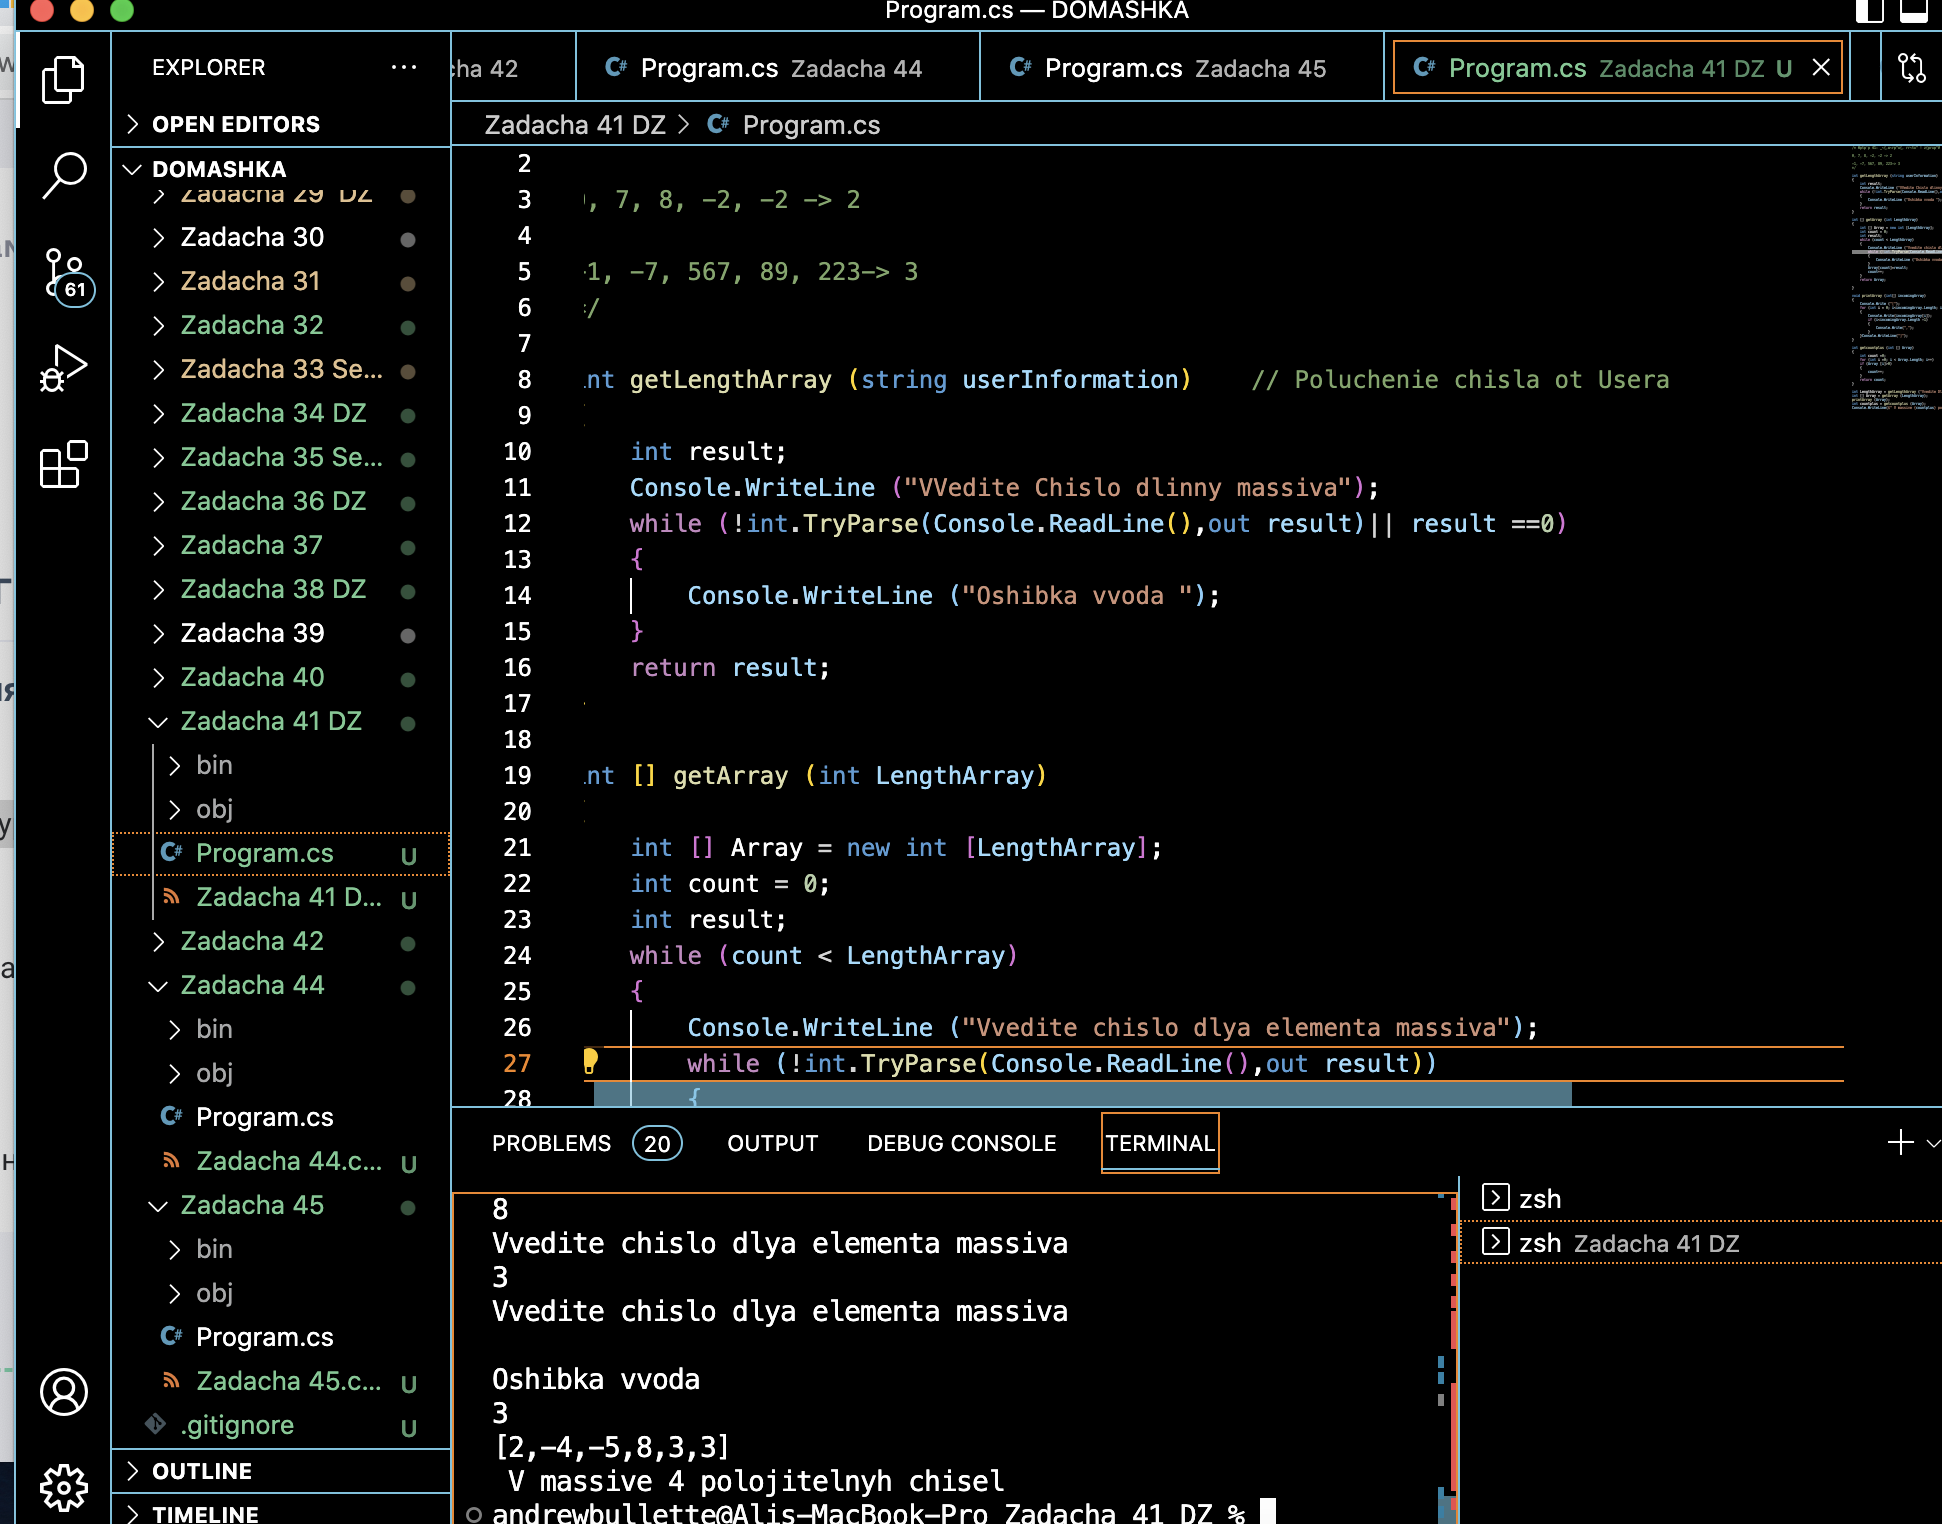 Program.cs — DOMASHKA
EXPLORER
OPEN EDITORS
DOMASHKA
Zadacha 29 DZ
Zadacha 30
Zadacha 31
Zadacha 32
Zadacha 33 Se...
Zadacha 34 DZ
Zadacha 35 Se...
Zadacha 36 DZ
Zadacha 37
Zadacha 38 DZ
Zadacha 39
Zadacha 40
Zadacha 41 DZ
bin
obj
Program.cs U
Zadacha 41 D... U
Zadacha 42
Zadacha 44
bin
obj
Program.cs
Zadacha 44.c... U
Zadacha 45
bin
obj
Program.cs
Zadacha 45.c... U
.gitignore U
OUTLINE
TIMELINE
61
cha 42
Program.cs Zadacha 44
Program.cs Zadacha 45
Program.cs Zadacha 41 DZ U
Zadacha 41 DZ > Program.cs
2
3 , 7, 8, -2, -2 -> 2
4
5 1, -7, 567, 89, 223-> 3
6 /
7
8 int getLengthArray (string userInformation) // Poluchenie chisla ot Usera
9
10 int result;
11 Console.WriteLine ("VVedite Chislo dlinny massiva");
12 while (!int.TryParse(Console.ReadLine(),out result)|| result ==0)
13 {
14 Console.WriteLine ("Oshibka vvoda ");
15 }
16 return result;
17
18
19 int [] getArray (int LengthArray)
20
21 int [] Array = new int [LengthArray];
22 int count = 0;
23 int result;
24 while (count < LengthArray)
25 {
26 Console.WriteLine ("Vvedite chislo dlya elementa massiva");
27 while (!int.TryParse(Console.ReadLine(),out result))
28 {
PROBLEMS 20 OUTPUT DEBUG CONSOLE TERMINAL
8
Vvedite chislo dlya elementa massiva
3
Vvedite chislo dlya elementa massiva
Oshibka vvoda
3
[2,-4,-5,8,3,3]
V massive 4 polojitelnyh chisel
andrewbullette@Alis-MacBook-Pro Zadacha 41 DZ %
zsh
zsh Zadacha 41 DZ